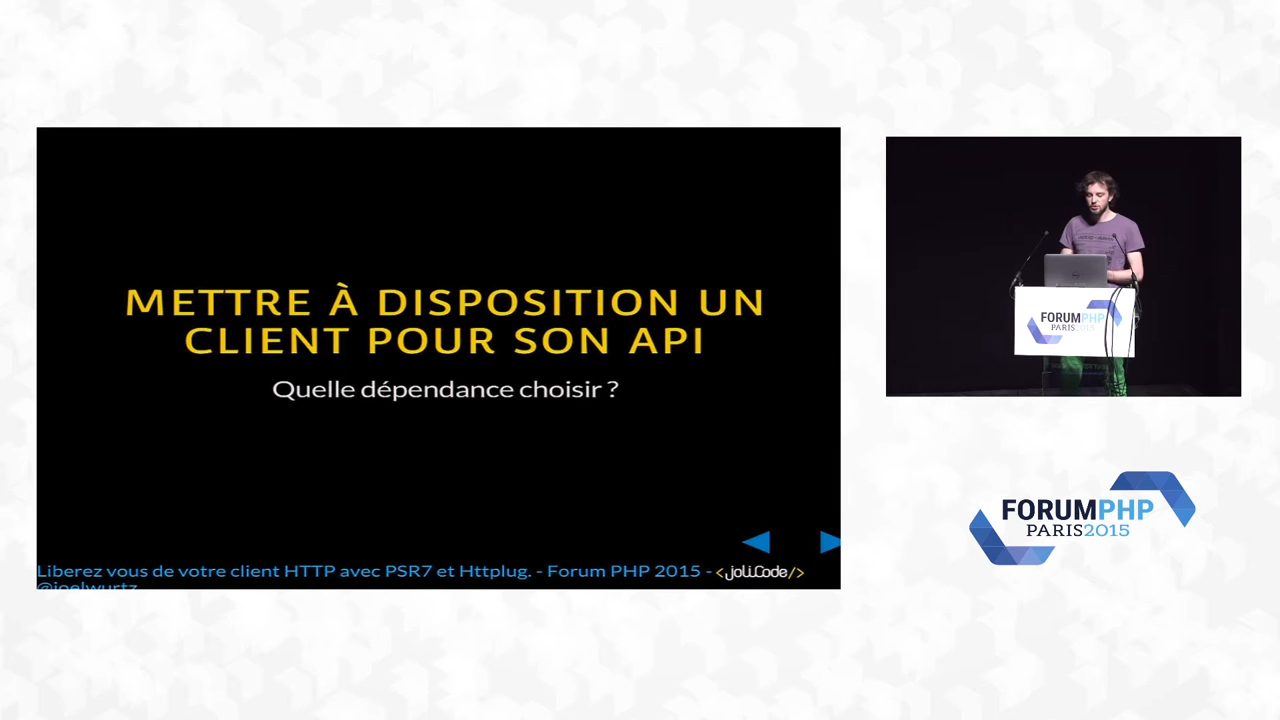 METTRE À DISPOSITION UN
CLIENT POUR SON API
Quelle dépendance choisir ?
Liberez vous de votre client HTTP avec PSR7 et Httplug. - Forum PHP 2015 - <joliCode/>
@joelwurtz
FORUMPHP
PARIS2015
FORUMPHP
PARIS2015